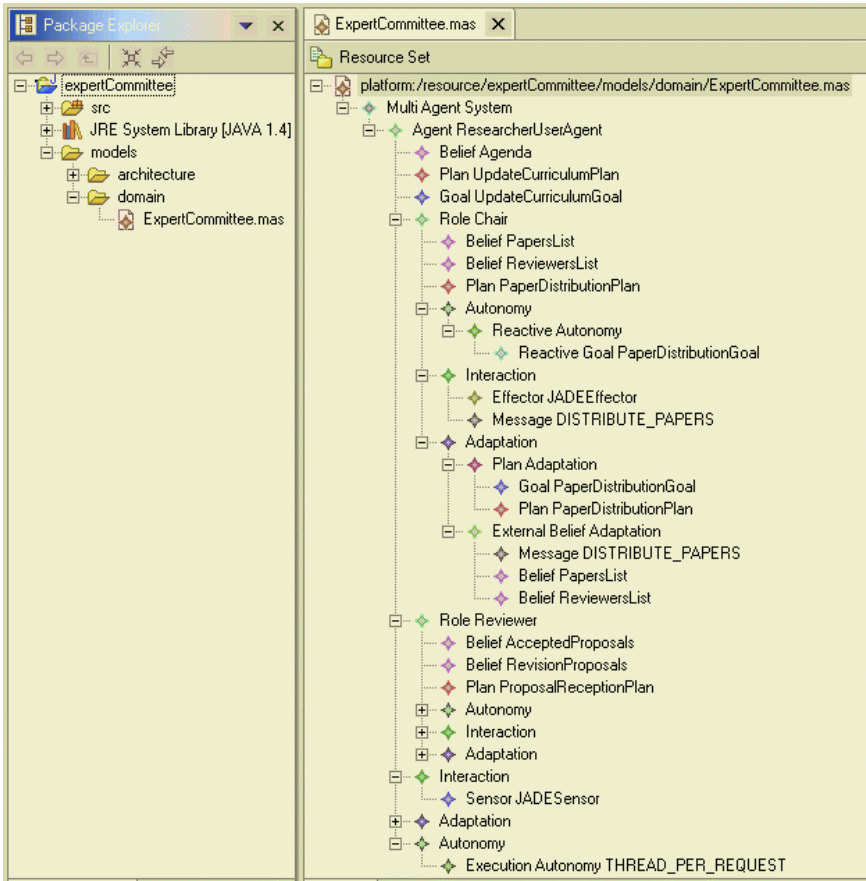 Package Explorer
expertCommittee
src
JRE System Library [JAVA 1.4]
models
architecture
domain
ExpertCommittee.mas
ExpertCommittee.mas
Resource Set
platform:/resource/expertCommittee/models/domain/ExpertCommittee.mas
Multi Agent System
Agent ResearcherUserAgent
Belief Agenda
Plan UpdateCurriculumPlan
Goal UpdateCurriculumGoal
Role Chair
Belief PapersList
Belief ReviewersList
Plan PaperDistributionPlan
Autonomy
Reactive Autonomy
Reactive Goal PaperDistributionGoal
Interaction
Effector JADEEffector
Message DISTRIBUTE_PAPERS
Adaptation
Plan Adaptation
Goal PaperDistributionGoal
Plan PaperDistributionPlan
External Belief Adaptation
Message DISTRIBUTE_PAPERS
Belief PapersList
Belief ReviewersList
Role Reviewer
Belief AcceptedProposals
Belief RevisionProposals
Plan ProposalReceptionPlan
Autonomy
Interaction
Adaptation
Interaction
Sensor JADESensor
Adaptation
Autonomy
Execution Autonomy THREAD_PER_REQUEST